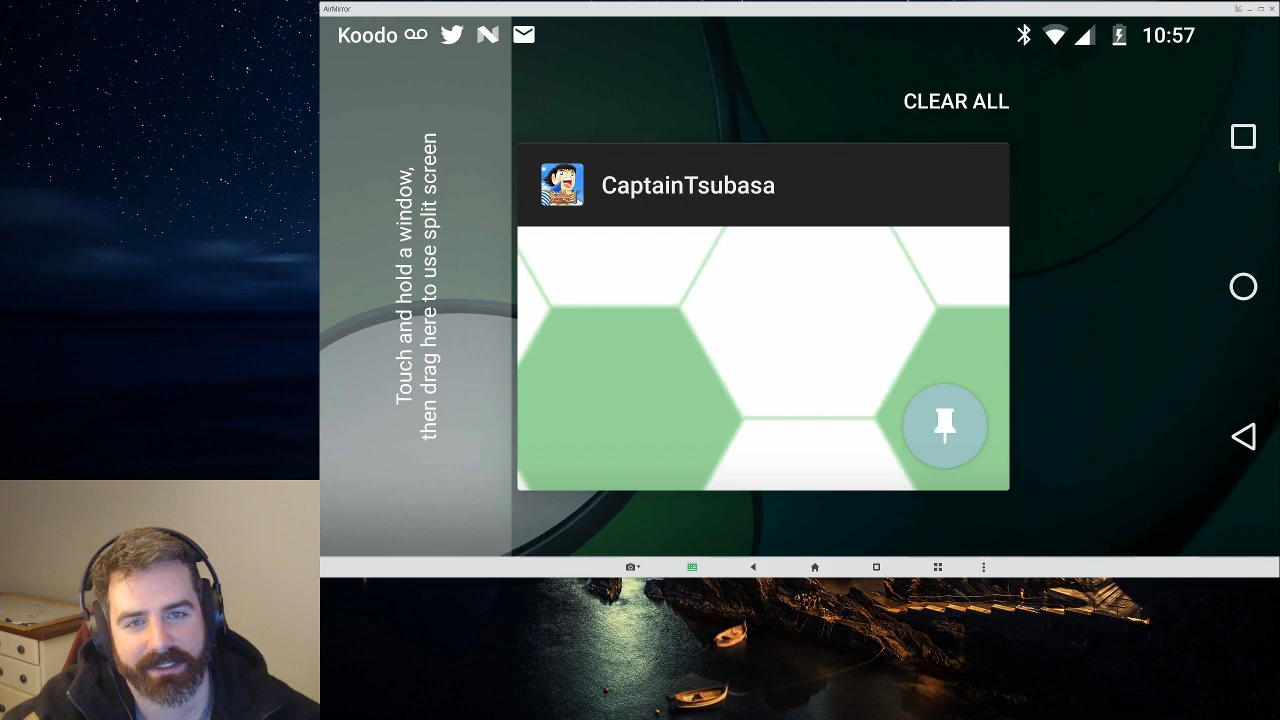 AirMirror
Koodo
10:57
CLEAR ALL
Touch and hold a window,
then drag here to use split screen
CaptainTsubasa